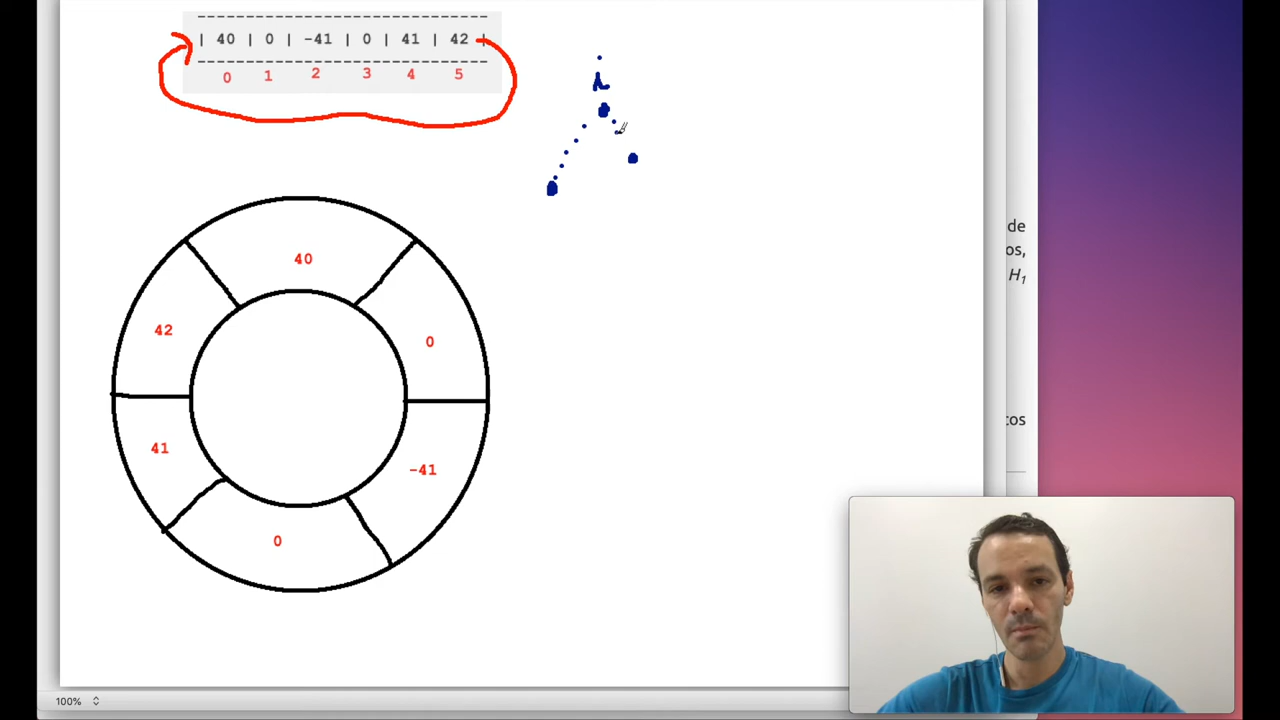 | 40 | 0 | -41 | 0 | 41 | 42 |
0 1 2 3 4 5
40
42
0
41
-41
0
de
os,
H1
tos
100%